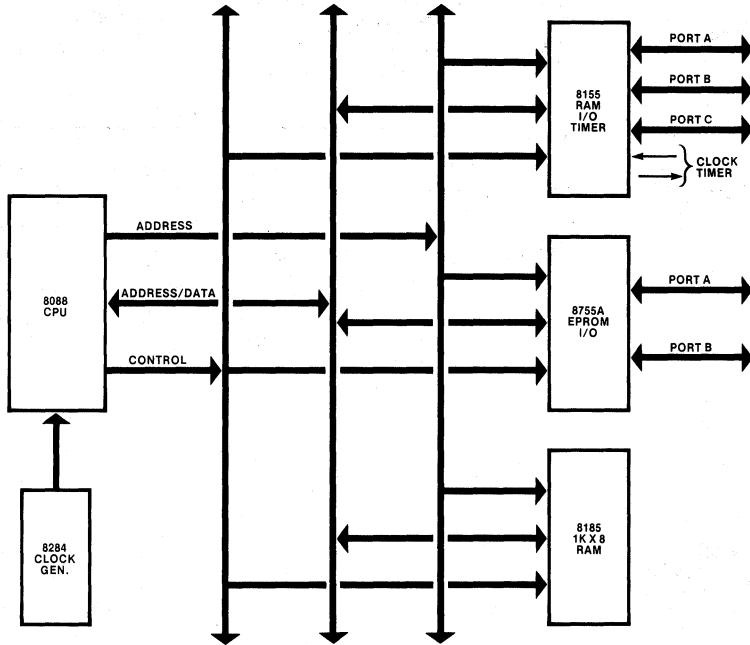 PORT A
PORT B
PORT C
8155
RAM
I/O
TIMER
CLOCK
TIMER
ADDRESS
ADDRESS/DATA
CONTROL
8088
CPU
8755A
EPROM
I/O
PORT A
PORT B
8284
CLOCK
GEN.
8185
1K X 8
RAM